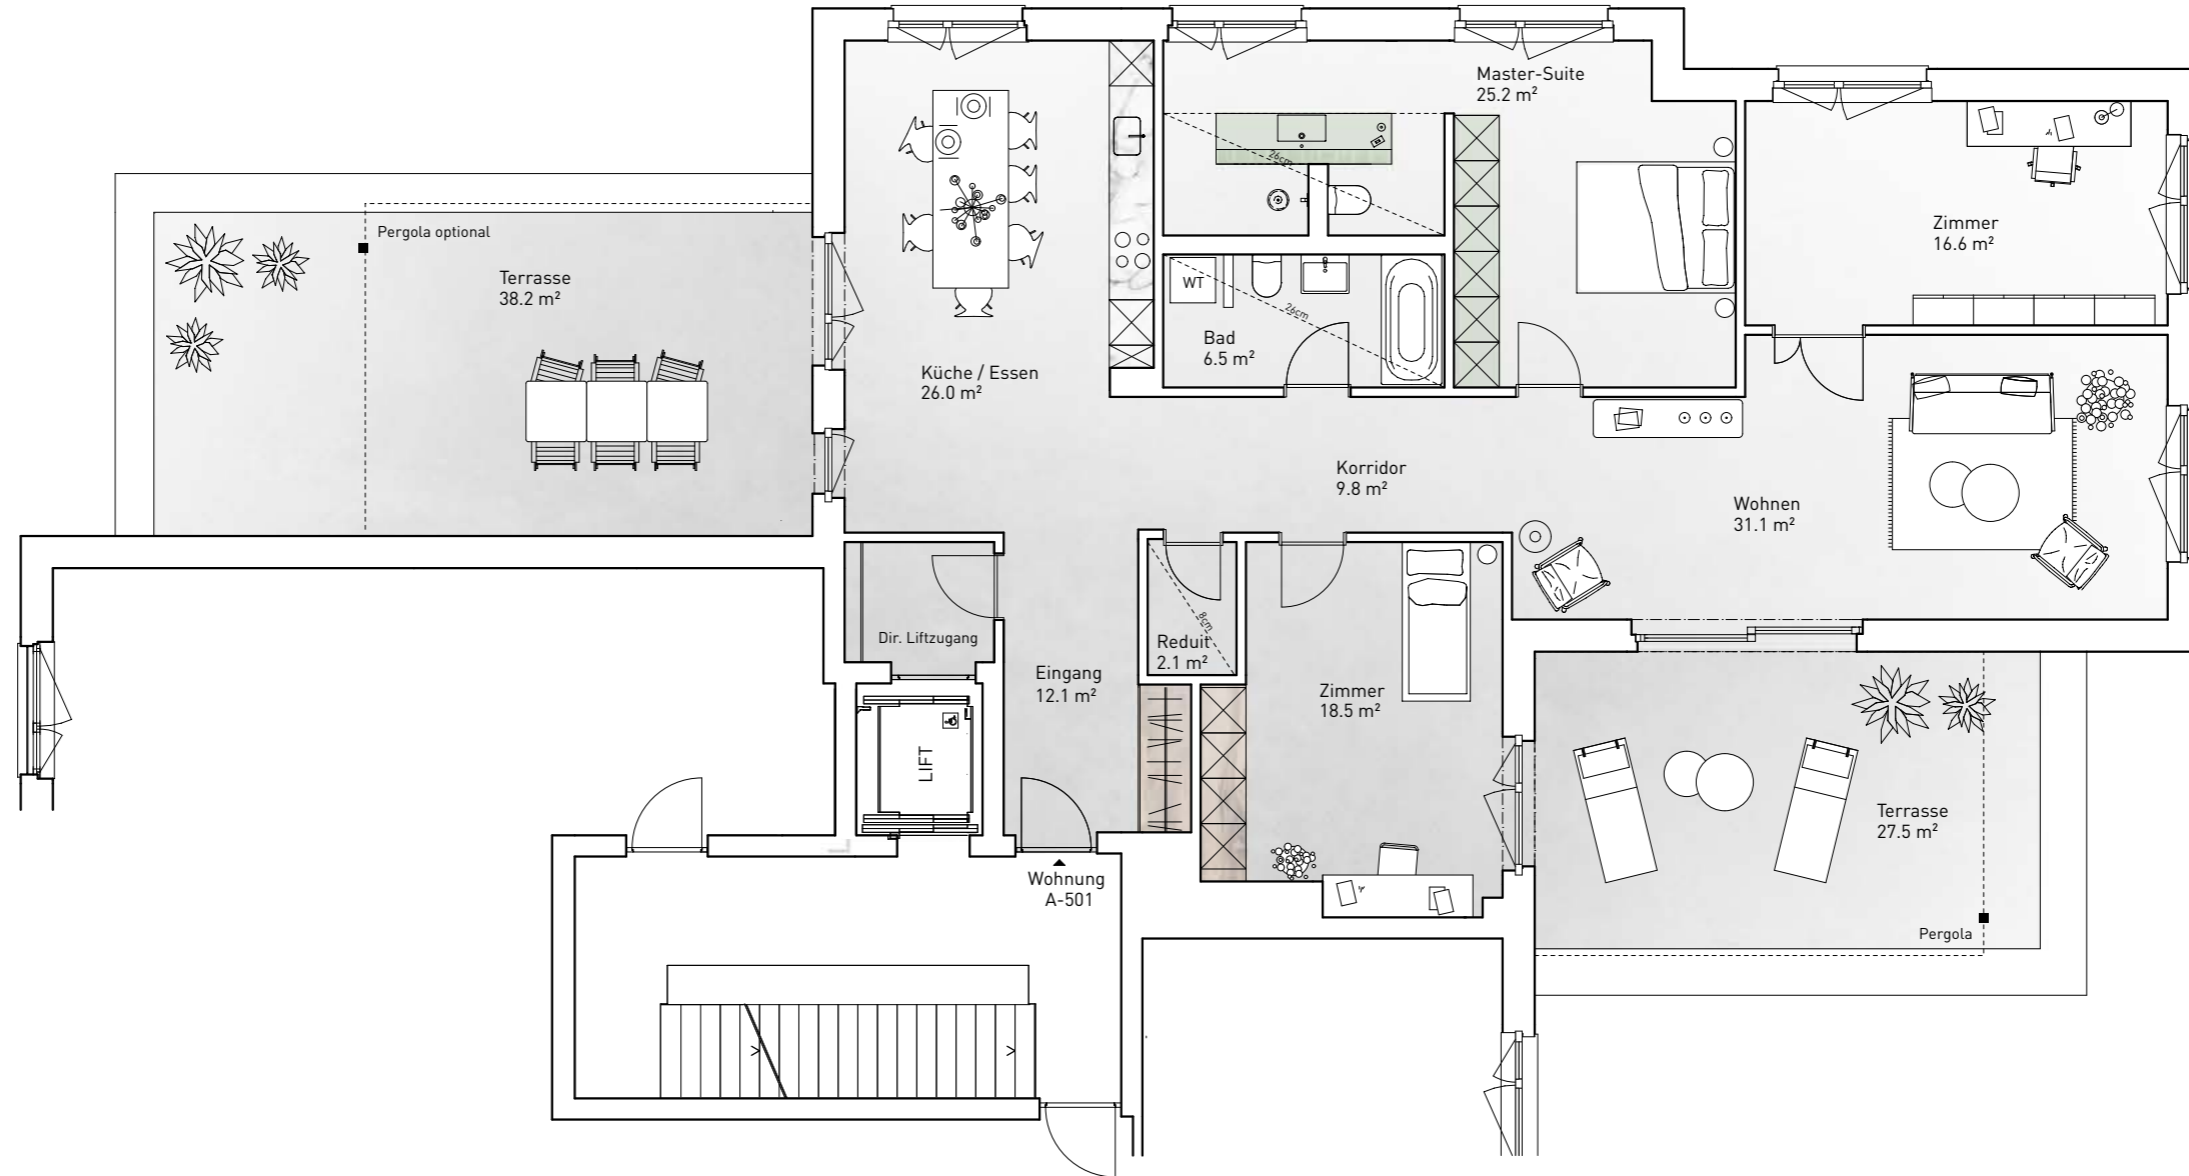 Master-Suite
25.2 m²
26cm
Zimmer
16.6 m²
Pergola optional
Terrasse
38.2 m²
WT
26cm
Bad
6.5 m²
Küche / Essen
26.0 m²
Korridor
9.8 m²
Wohnen
31.1 m²
Dir. Liftzugang
8cm
Reduit
2.1 m²
Eingang
12.1 m²
Zimmer
18.5 m²
LIFT
Terrasse
27.5 m²
Wohnung
A-501
Pergola